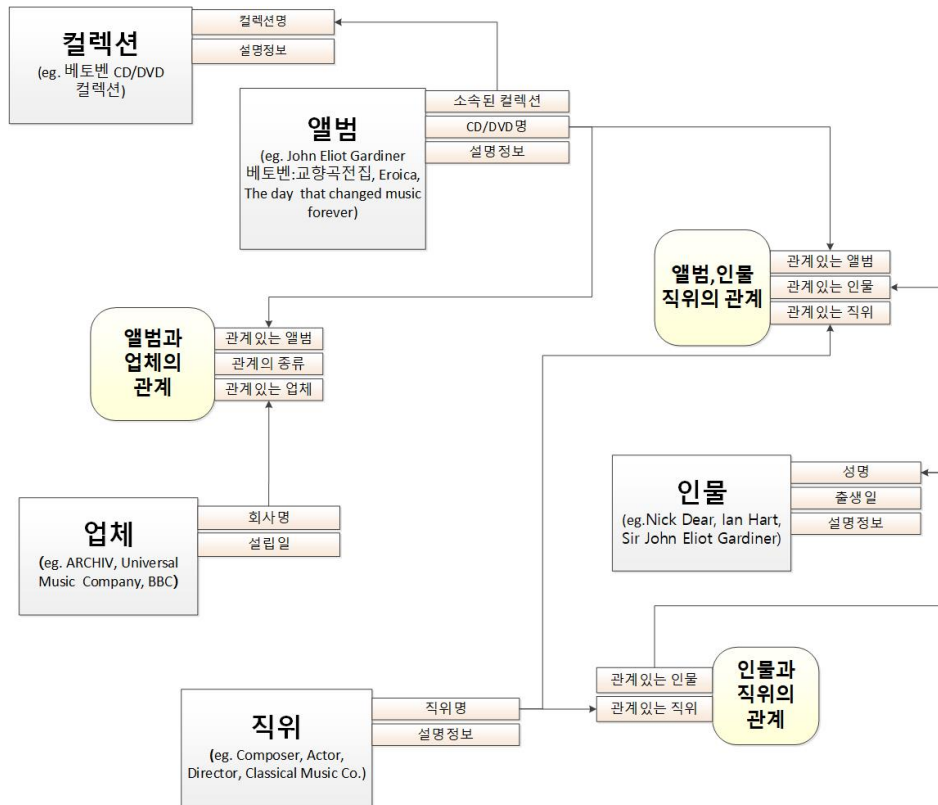 컬렉션
(eg. 베토벤 CD/DVD
컬렉션)
컬렉션명
설명정보
앨범
(eg. John Eliot Gardiner
베토벤:교향곡전집, Eroica,
The day that changed music
forever)
소속된 컬렉션
CD/DVD명
설명정보
앨범,인물
직위의 관계
관계있는 앨범
관계있는 인물
관계있는 직위
앨범과
업체의
관계
관계있는 앨범
관계의 종류
관계있는 업체
인물
(eg.Nick Dear, Ian Hart,
Sir John Eliot Gardiner)
성명
출생일
설명정보
업체
(eg. ARCHIV, Universal
Music Company, BBC)
회사명
설립일
관계있는 인물
관계있는 직위
인물과
직위의
관계
직위
(eg. Composer, Actor,
Director, Classical Music Co.)
직위명
설명정보